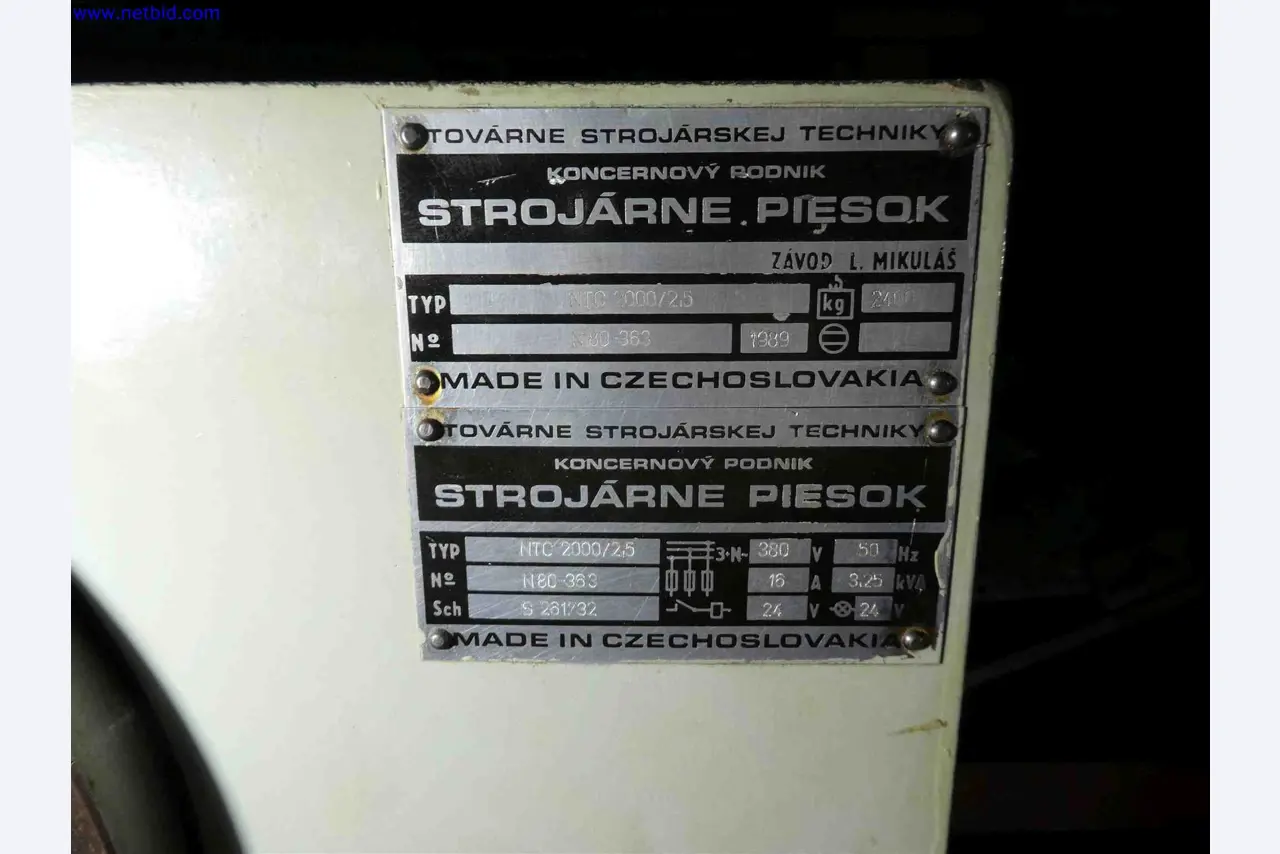 www.netbid.com
TOVÁRNE STROJÁRSKEJ TECHNIKY
KONCERNOVÝ PODNIK
STROJÁRNE PIESOK
ZÁVOD L. MIKULÁŠ
TYP NTC 2000/2,5 kg 2400
Nº N80-363 1989
MADE IN CZECHOSLOVAKIA
TOVÁRNE STROJÁRSKEJ TECHNIKY
KONCERNOVÝ PODNIK
STROJÁRNE PIESOK
TYP NTC 2000/2,5 3+N~ 380 V 50 Hz
Nº N80-363 16 A 3,25 kVA
Sch 24 V 24 V
MADE IN CZECHOSLOVAKIA